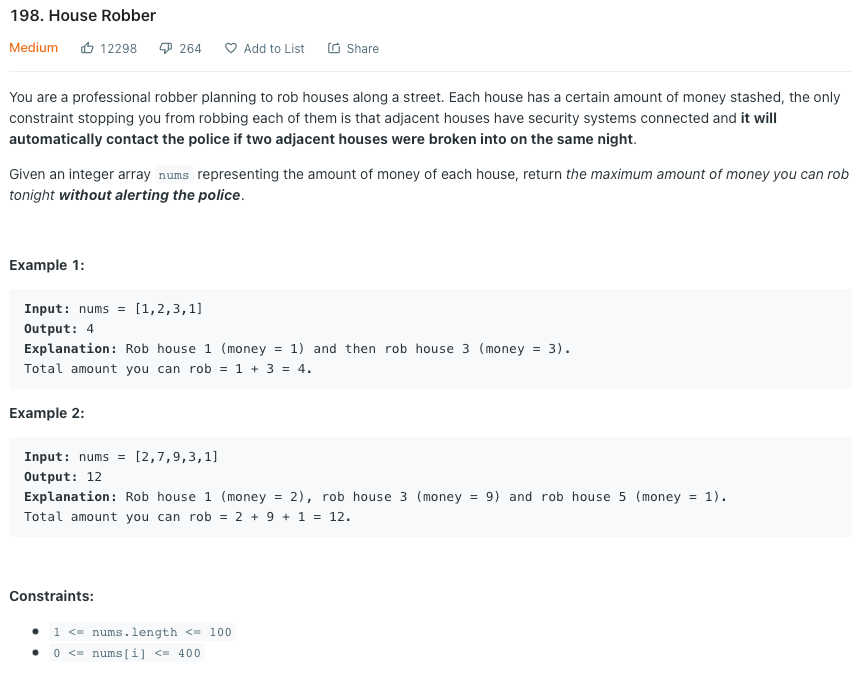 198. House Robber
Medium 12298 264 Add to List Share
You are a professional robber planning to rob houses along a street. Each house has a certain amount of money stashed, the only
constraint stopping you from robbing each of them is that adjacent houses have security systems connected and it will
automatically contact the police if two adjacent houses were broken into on the same night.
Given an integer array nums representing the amount of money of each house, return the maximum amount of money you can rob
tonight without alerting the police.
Example 1:
Input: nums = [1,2,3,1]
Output: 4
Explanation: Rob house 1 (money = 1) and then rob house 3 (money = 3).
Total amount you can rob = 1 + 3 = 4.
Example 2:
Input: nums = [2,7,9,3,1]
Output: 12
Explanation: Rob house 1 (money = 2), rob house 3 (money = 9) and rob house 5 (money = 1).
Total amount you can rob = 2 + 9 + 1 = 12.
Constraints:
• 1 <= nums.length <= 100
• 0 <= nums[i] <= 400